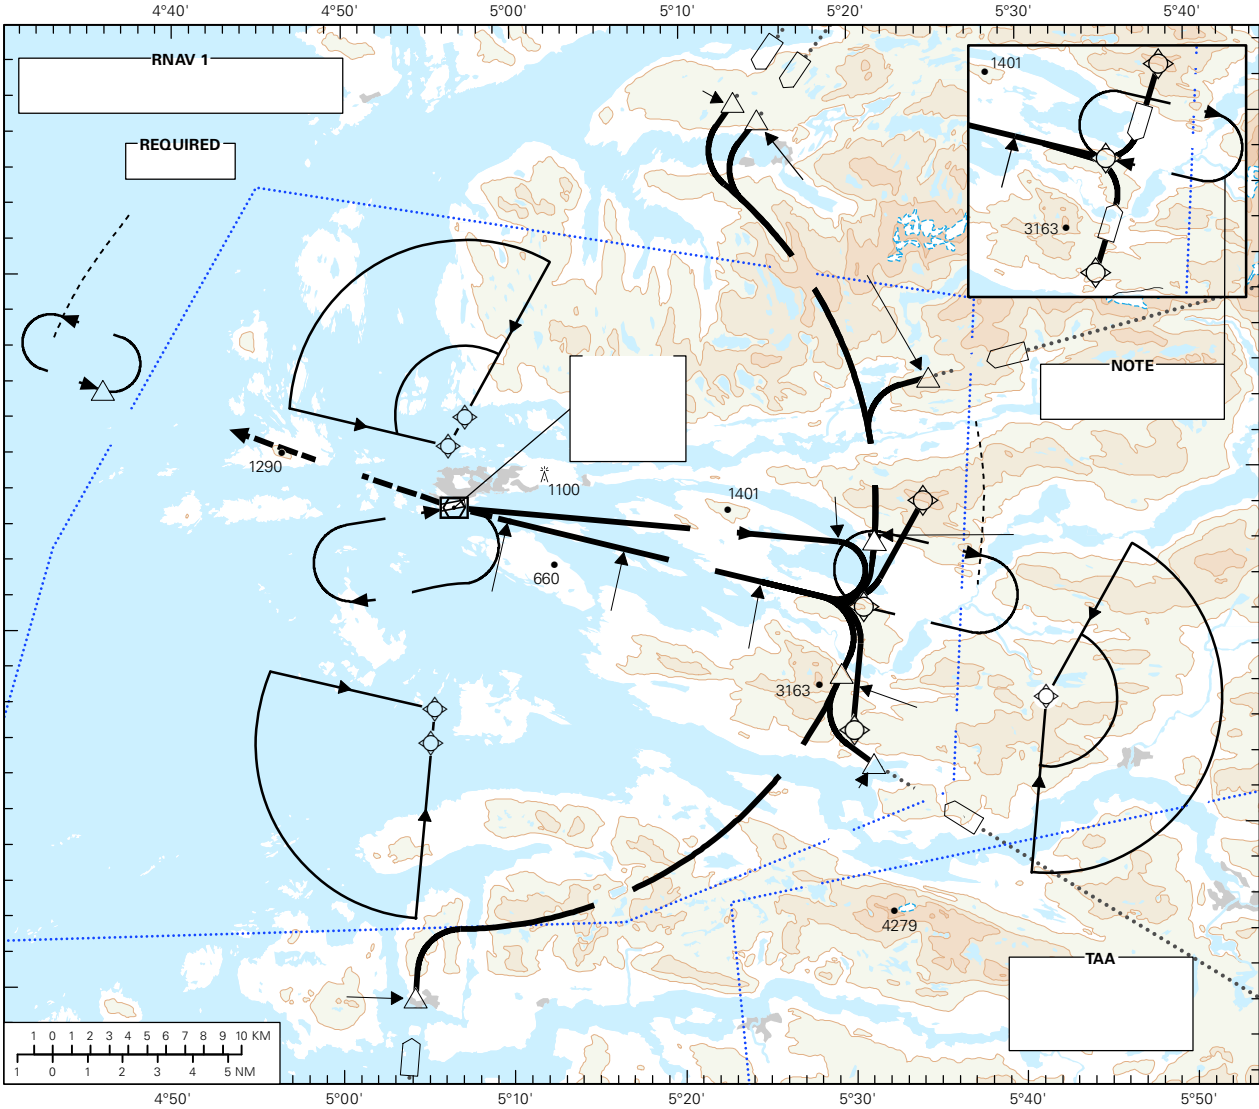 4°40' 4°50' 5°00' 5°10' 5°20' 5°30' 5°40'
RNAV 1
1401
REQUIRED
3163
NOTE
1290
1100
1401
660
3163
4279
TAA
1 0 1 2 3 4 5 6 7 8 9 10 KM
1 0 1 2 3 4 5 NM
4°50' 5°00' 5°10' 5°20' 5°30' 5°40' 5°50'